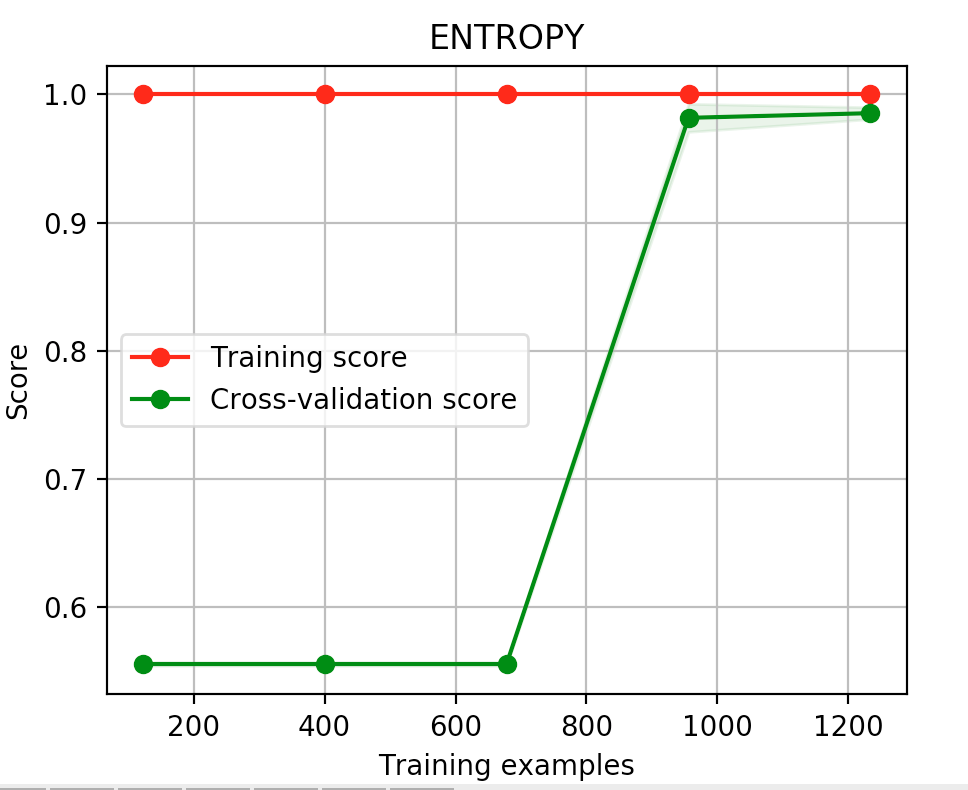 ENTROPY
1.0
0.9
0.8
0.7
0.6
Score
Training score
Cross-validation score
200 400 600 800 1000 1200
Training examples